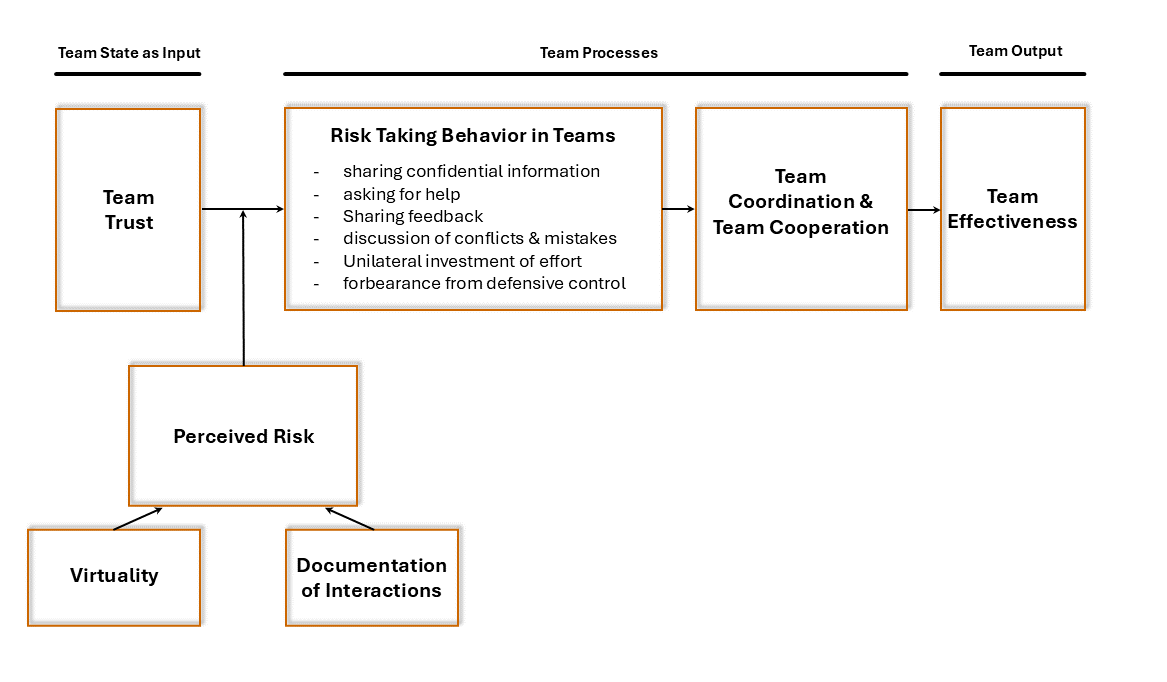 Team State as Input
Team Processes
Team Output
Team
Trust
Risk Taking Behavior in Teams
- sharing confidential information
- asking for help
- Sharing feedback
- discussion of conflicts & mistakes
- Unilateral investment of effort
- forbearance from defensive control
Team
Coordination &
Team Cooperation
Team
Effectiveness
Perceived Risk
Virtuality
Documentation
of Interactions